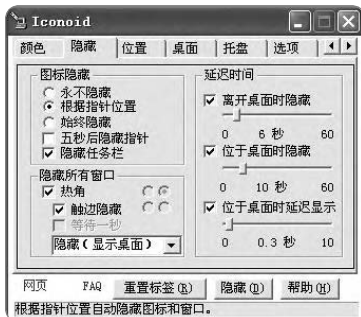 Iconoid
颜色 隐藏 位置 桌面 托盘 选项
图标隐藏
永不隐藏
根据指针位置
始终隐藏
五秒后隐藏指针
隐藏任务栏
隐藏所有窗口
热角
触边隐藏
等待一秒
隐藏(显示桌面)
延迟时间
离开桌面时隐藏
0 6 秒 60
位于桌面时隐藏
0 10 秒 60
位于桌面时延迟显示
0 0.3 秒 10
网页 FAQ 重置标签(R) 隐藏(I) 帮助(H)
根据指针位置自动隐藏图标和窗口。